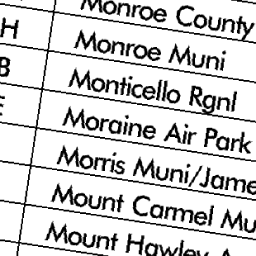 Monroe County
H Monroe Muni
B Monticello Rgnl
Moraine Air Park
Morris Muni/Jame
Mount Carmel Mu
Mount Hawley